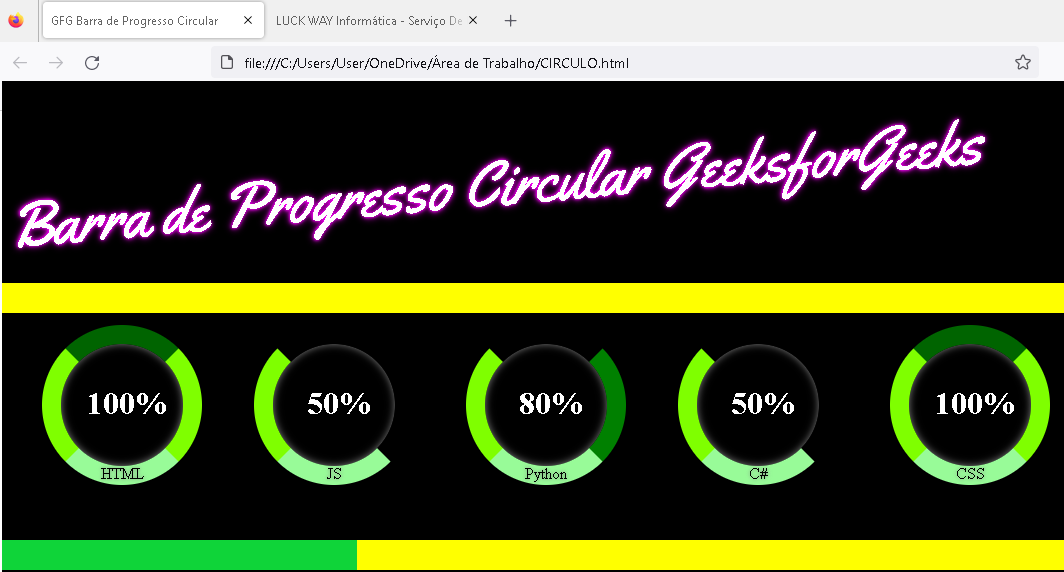 GFG Barra de Progresso Circular
LUCK WAY Informática - Serviço De
file:///C:/Users/User/OneDrive/Área de Trabalho/CIRCULO.html
Barra de Progresso Circular GeeksforGeeks
100% 50% 80% 50% 100%
HTML JS Python C# CSS